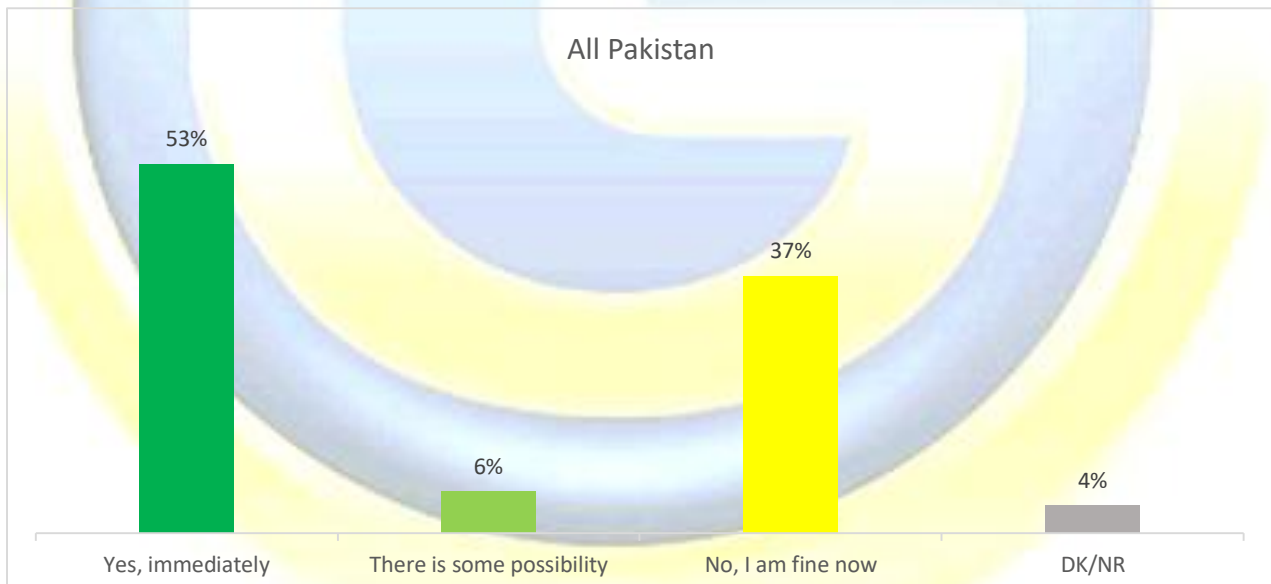 All Pakistan
53%
6%
37%
4%
Yes, immediately
There is some possibility
No, I am fine now
DK/NR